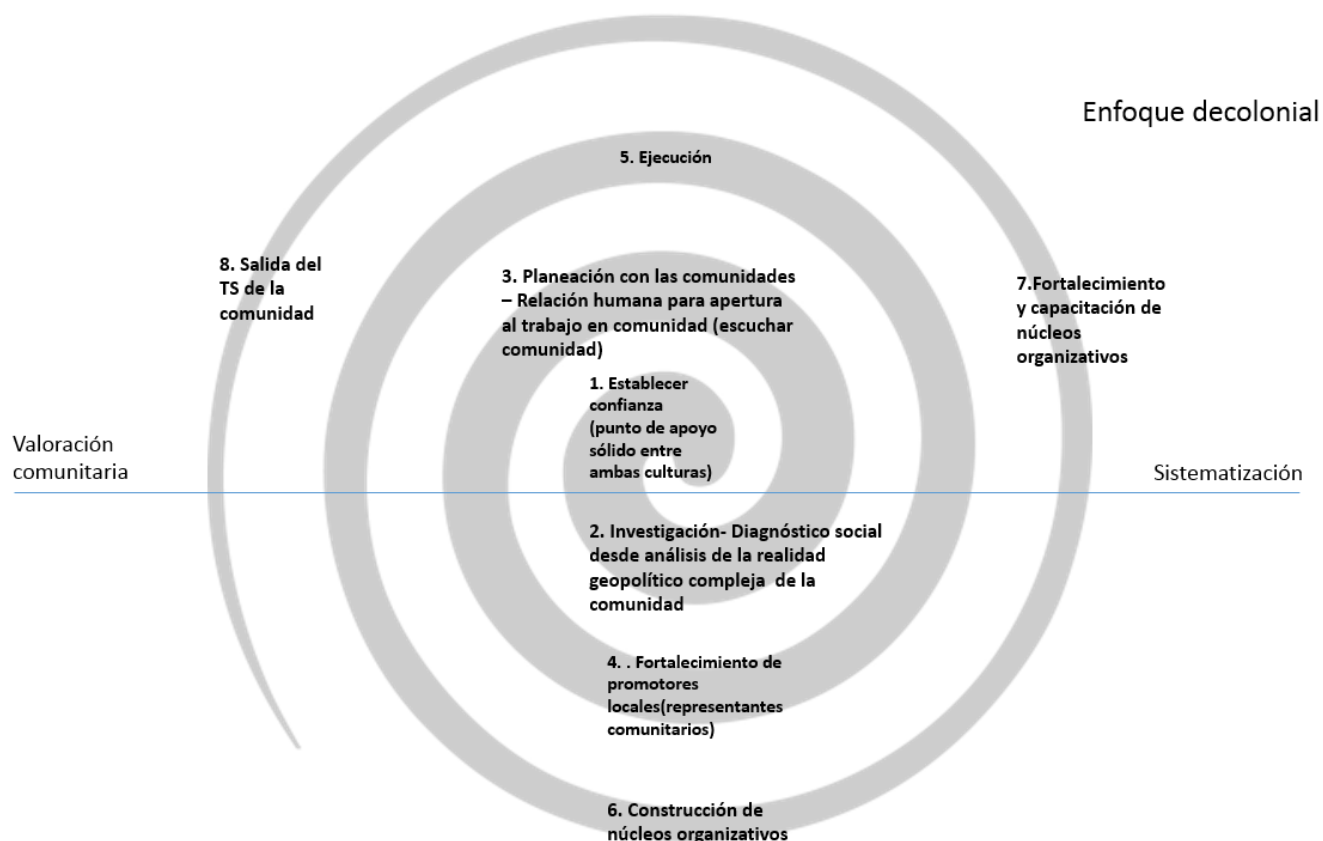 Enfoque decolonial
5. Ejecución
8. Salida del
TS de la
comunidad
3. Planeación con las comunidades
– Relación humana para apertura
al trabajo en comunidad (escuchar
comunidad)
7.Fortalecimiento
y capacitación de
núcleos
organizativos
1. Establecer
confianza
(punto de apoyo
sólido entre
ambas culturas)
Valoración
comunitaria
Sistematización
2. Investigación- Diagnóstico social
desde análisis de la realidad
geopolítico compleja  de la
comunidad
4. . Fortalecimiento de
promotores
locales(representantes
comunitarios)
6. Construcción de
núcleos organizativos